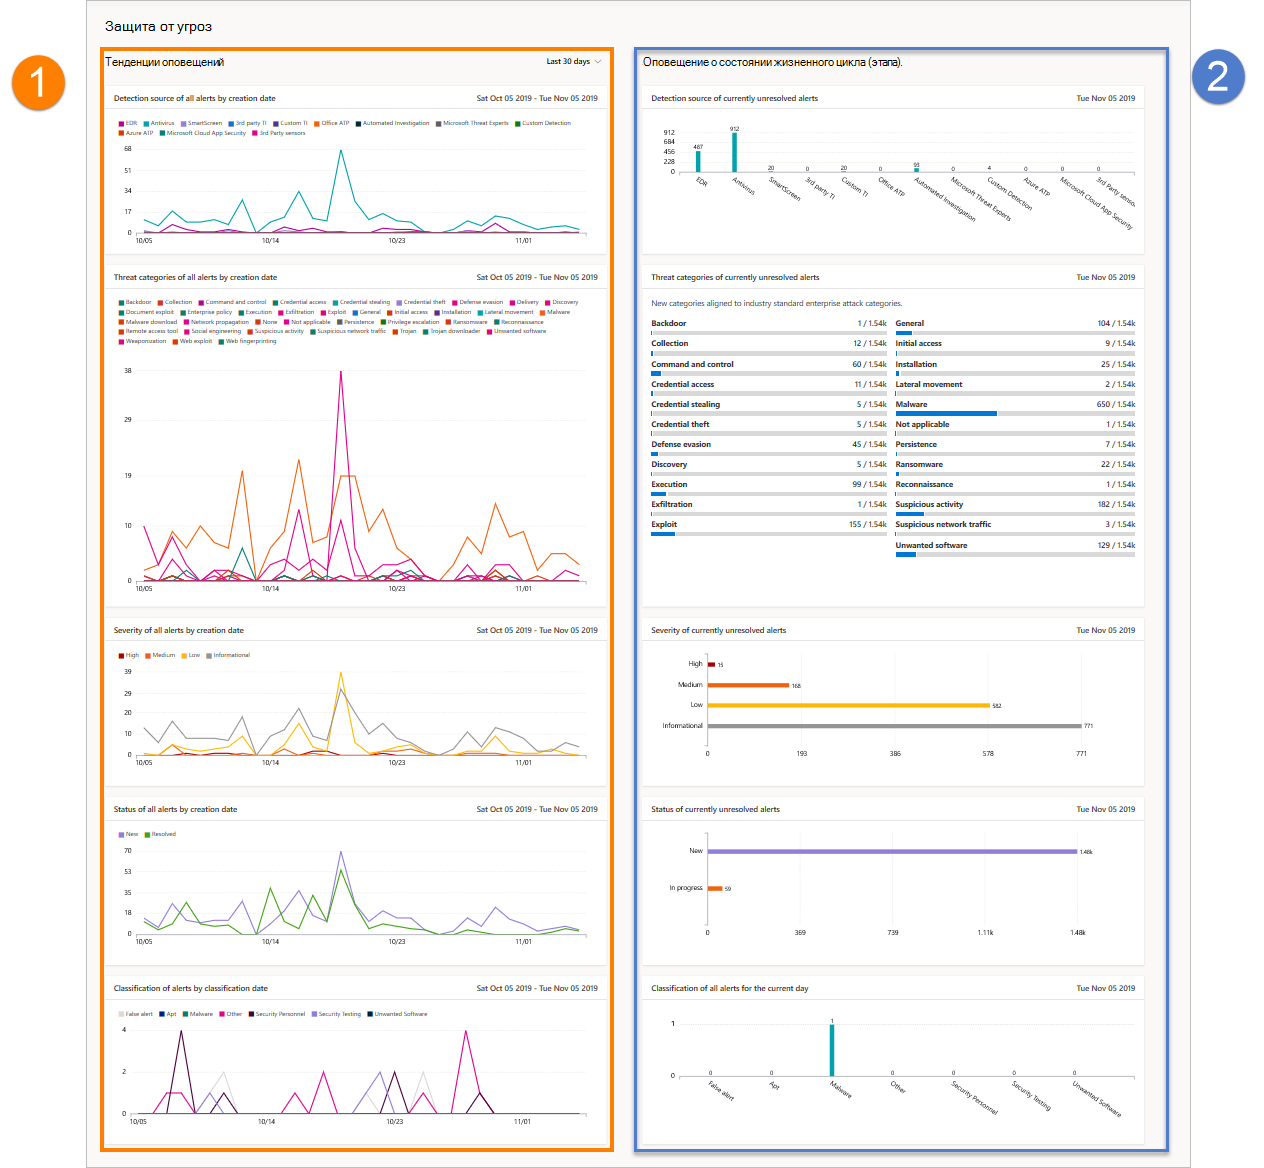 Защита от угроз
1
Тенденции оповещений
Last 30 days
Detection source of all alerts by creation date
Sat Oct 05 2019 - Tue Nov 05 2019
EDR Antivirus SmartScreen 3rd party TI Custom TI Office ATP Automated Investigation Microsoft Threat Experts Custom Detection
Azure ATP Microsoft Cloud App Security 3rd Party sensors
68
51
34
17
0
10/05 10/14 10/23 11/01
Threat categories of all alerts by creation date
Sat Oct 05 2019 - Tue Nov 05 2019
Backdoor Collection Command and control Credential access Credential stealing Credential theft Defense evasion Delivery Discovery
Document exploit Enterprise policy Execution Exfiltration Exploit General Initial access Installation Lateral movement Malware
Malware download Network propagation None Not applicable Persistence Privilege escalation Ransomware Reconnaissance
Remote access tool Social engineering Suspicious activity Suspicious network traffic Trojan Trojan downloader Unwanted software
Weaponization Web exploit Web fingerprinting
38
29
19
10
0
10/05 10/14 10/23 11/01
Severity of all alerts by creation date
Sat Oct 05 2019 - Tue Nov 05 2019
High Medium Low Informational
39
29
20
10
0
10/05 10/14 10/23 11/01
Status of all alerts by creation date
Sat Oct 05 2019 - Tue Nov 05 2019
New Resolved
70
53
35
18
0
10/05 10/14 10/23 11/01
Classification of alerts by classification date
Sat Oct 05 2019 - Tue Nov 05 2019
False alert Apt Malware Other Security Personnel Security Testing Unwanted Software
4
2
0
10/05 10/14 10/23 11/01
2
Оповещение о состоянии жизненного цикла (этапа).
Detection source of currently unresolved alerts
Tue Nov 05 2019
912
684
456
228
0
487 912 20 0 20 0 93 0 4 0 0 0
EDR Antivirus SmartScreen 3rd party TI Custom TI Office ATP Automated Investigation Microsoft Threat Experts Custom Detection Azure ATP Microsoft Cloud App Security 3rd Party sensors
Threat categories of currently unresolved alerts
Tue Nov 05 2019
New categories aligned to industry standard enterprise attack categories.
Backdoor 1 / 1.54k
Collection 12 / 1.54k
Command and control 60 / 1.54k
Credential access 11 / 1.54k
Credential stealing 5 / 1.54k
Credential theft 5 / 1.54k
Defense evasion 45 / 1.54k
Discovery 5 / 1.54k
Execution 99 / 1.54k
Exfiltration 1 / 1.54k
Exploit 155 / 1.54k
General 104 / 1.54k
Initial access 9 / 1.54k
Installation 25 / 1.54k
Lateral movement 2 / 1.54k
Malware 650 / 1.54k
Not applicable 1 / 1.54k
Persistence 7 / 1.54k
Ransomware 22 / 1.54k
Reconnaissance 1 / 1.54k
Suspicious activity 182 / 1.54k
Suspicious network traffic 3 / 1.54k
Unwanted software 129 / 1.54k
Severity of currently unresolved alerts
Tue Nov 05 2019
High 15
Medium 168
Low 582
Informational 771
0 193 386 578 771
Status of currently unresolved alerts
Tue Nov 05 2019
New 1.48k
In progress 59
0 369 739 1.11k 1.48k
Classification of all alerts for the current day
Tue Nov 05 2019
1
0
0 0 1 0 0 0 0
False alert Apt Malware Other Security Personnel Security Testing Unwanted Software